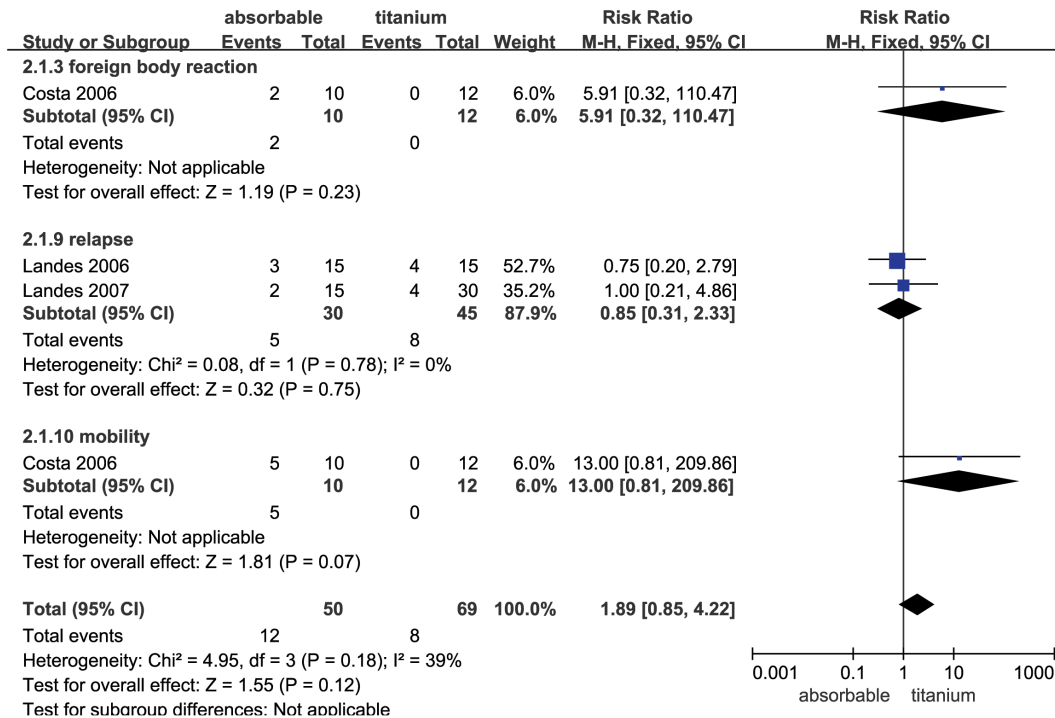 absorbable titanium Risk Ratio Risk Ratio
Study or Subgroup Events Total Events Total Weight M-H, Fixed, 95% CI M-H, Fixed, 95% CI
2.1.3 foreign body reaction
Costa 2006 2 10 0 12 6.0% 5.91 [0.32, 110.47]
Subtotal (95% CI) 10 12 6.0% 5.91 [0.32, 110.47]
Total events 2 0
Heterogeneity: Not applicable
Test for overall effect: Z = 1.19 (P = 0.23)
2.1.9 relapse
Landes 2006 3 15 4 15 52.7% 0.75 [0.20, 2.79]
Landes 2007 2 15 4 30 35.2% 1.00 [0.21, 4.86]
Subtotal (95% CI) 30 45 87.9% 0.85 [0.31, 2.33]
Total events 5 8
Heterogeneity: Chi² = 0.08, df = 1 (P = 0.78); I² = 0%
Test for overall effect: Z = 0.32 (P = 0.75)
2.1.10 mobility
Costa 2006 5 10 0 12 6.0% 13.00 [0.81, 209.86]
Subtotal (95% CI) 10 12 6.0% 13.00 [0.81, 209.86]
Total events 5 0
Heterogeneity: Not applicable
Test for overall effect: Z = 1.81 (P = 0.07)
Total (95% CI) 50 69 100.0% 1.89 [0.85, 4.22]
Total events 12 8
Heterogeneity: Chi² = 4.95, df = 3 (P = 0.18); I² = 39%
Test for overall effect: Z = 1.55 (P = 0.12)
Test for subgroup differences: Not applicable
0.001 0.1 1 10 1000
absorbable titanium